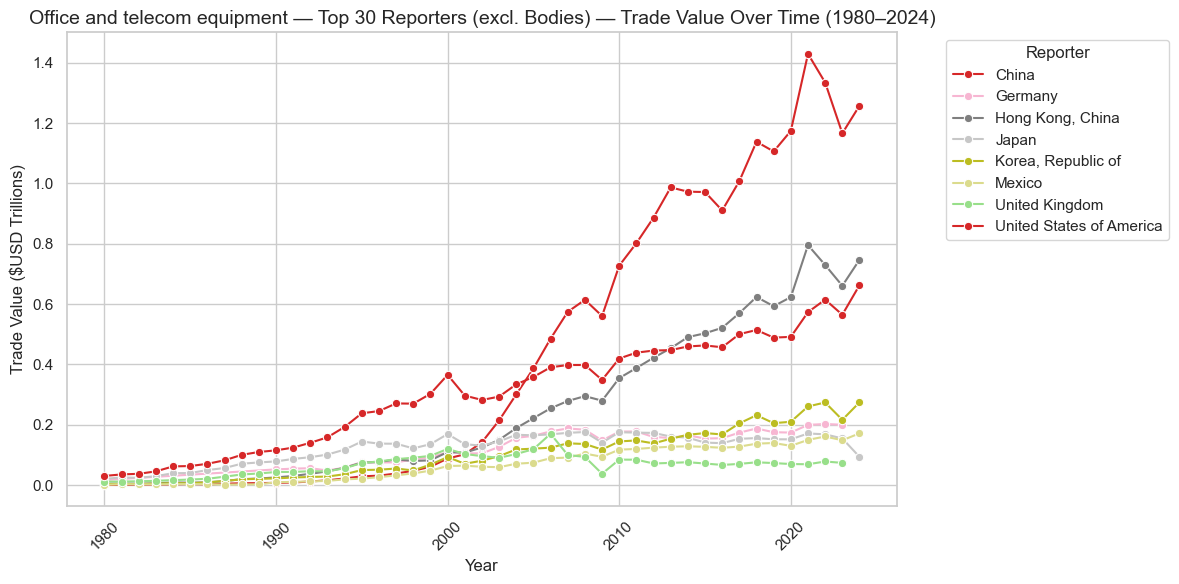 Office and telecom equipment — Top 30 Reporters (excl. Bodies) — Trade Value Over Time (1980–2024)
Trade Value ($USD Trillions)
1.4
1.2
1.0
0.8
0.6
0.4
0.2
0.0
1980
1990
2000
2010
2020
Year
Reporter
China
Germany
Hong Kong, China
Japan
Korea, Republic of
Mexico
United Kingdom
United States of America